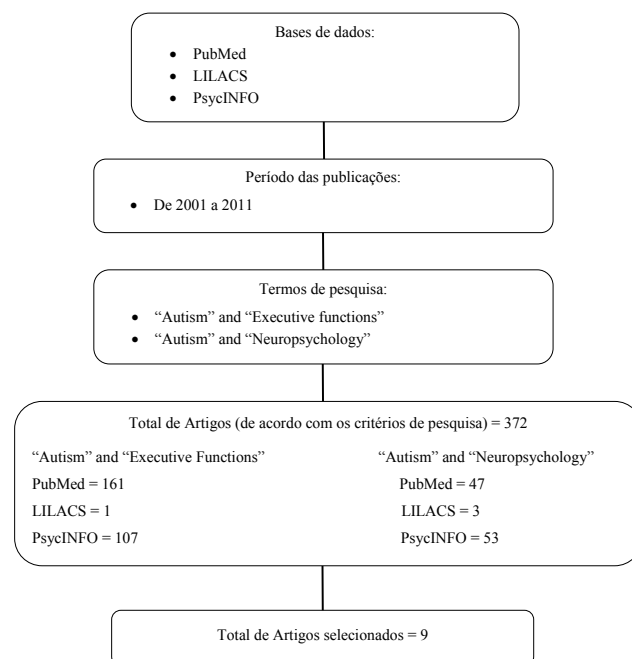 Bases de dados:
• PubMed
• LILACS
• PsycINFO
Período das publicações:
• De 2001 a 2011
Termos de pesquisa:
• “Autism” and “Executive functions”
• “Autism” and “Neuropsychology”
Total de Artigos (de acordo com os critérios de pesquisa) = 372
“Autism” and “Executive Functions” “Autism” and “Neuropsychology”
PubMed = 161 PubMed = 47
LILACS = 1 LILACS = 3
PsycINFO = 107 PsycINFO = 53
Total de Artigos selecionados = 9